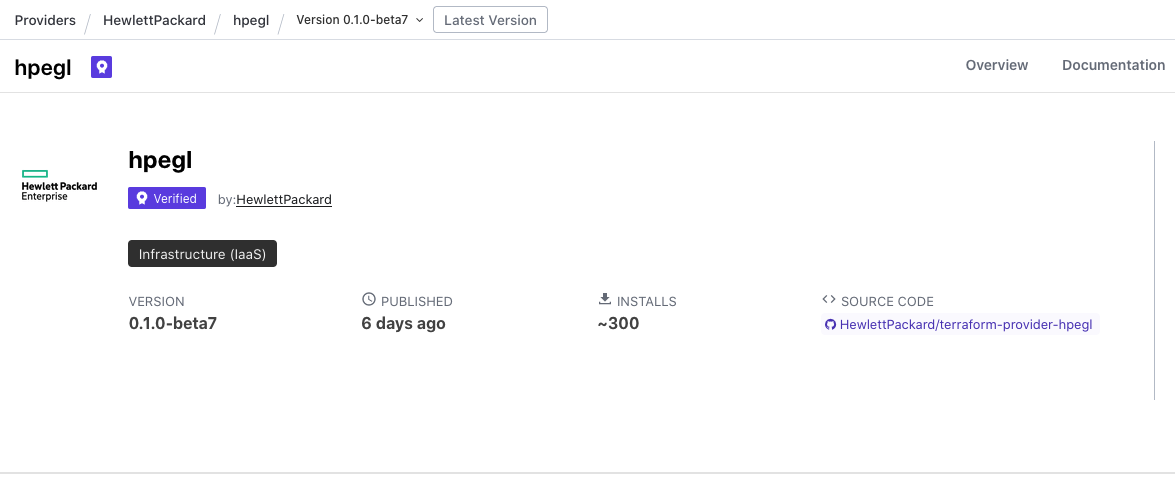 Providers / HewlettPackard / hpegl / Version 0.1.0-beta7 Latest Version
hpegl
Overview Documentation
Hewlett Packard
Enterprise
hpegl
Verified by:HewlettPackard
Infrastructure (IaaS)
VERSION PUBLISHED INSTALLS SOURCE CODE
0.1.0-beta7 6 days ago ~300 HewlettPackard/terraform-provider-hpegl